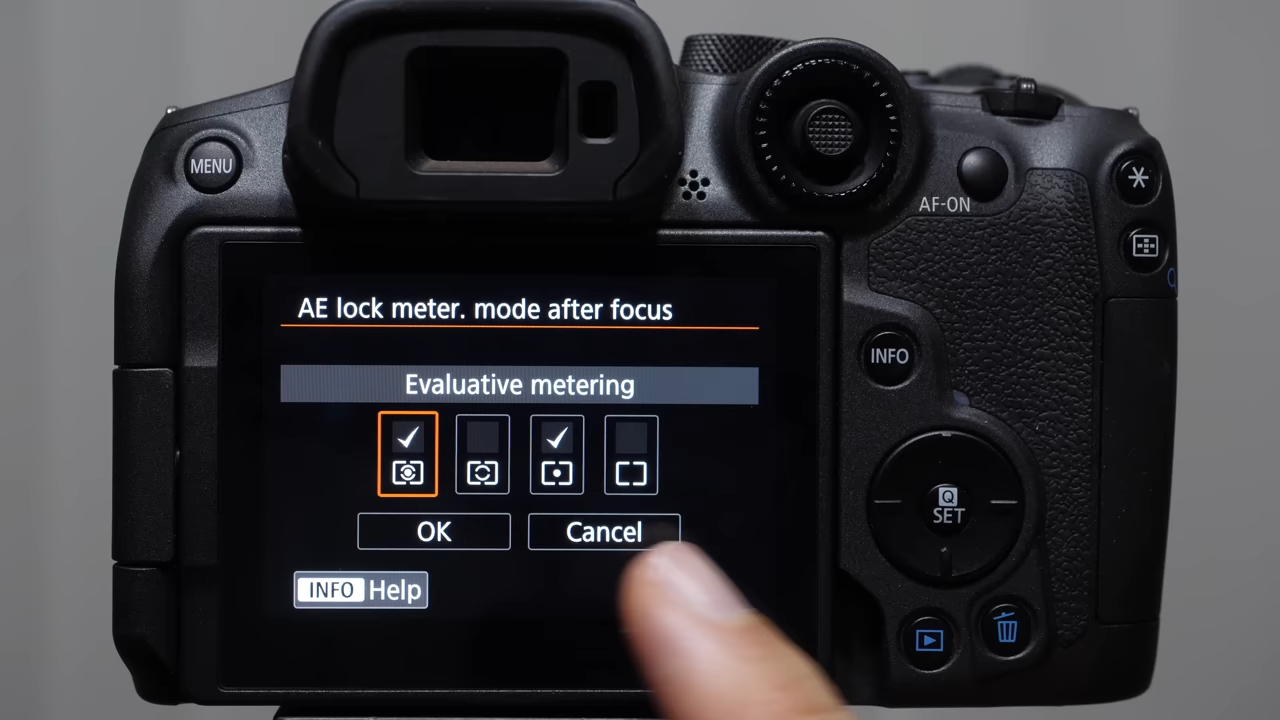 MENU
AF-ON
AE lock meter. mode after focus
INFO
Evaluative metering
OK
Cancel
Q
SET
INFO Help